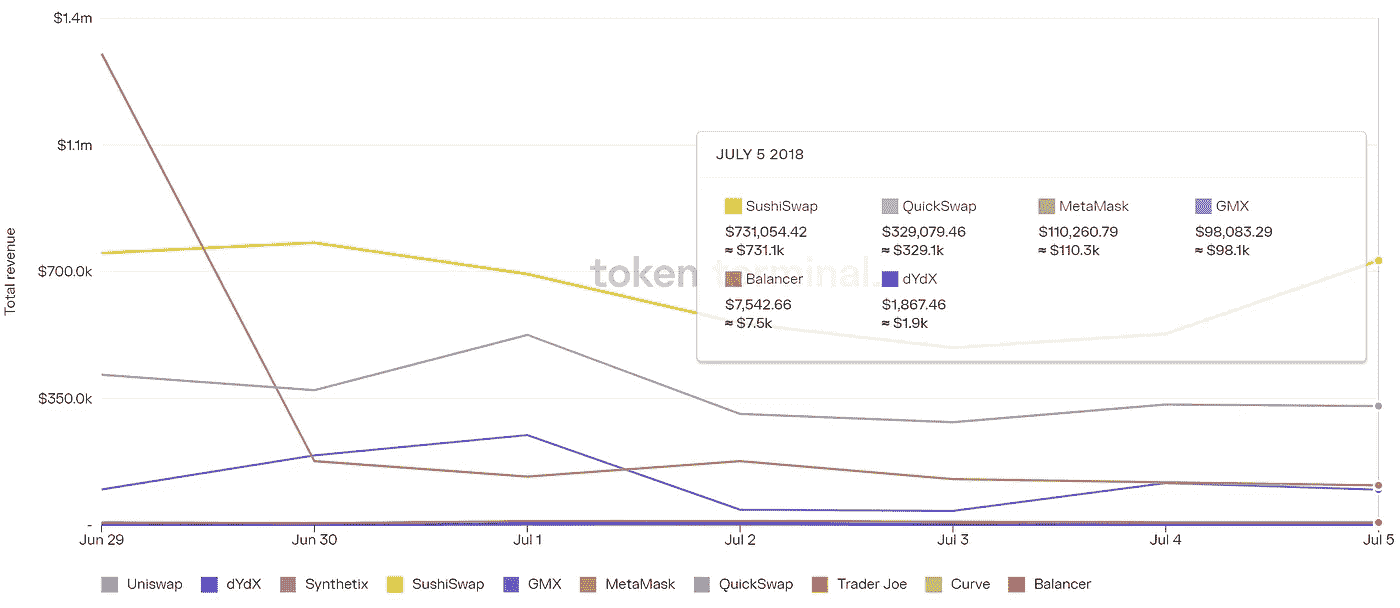 $1.4m
$1.1m
$700.0k
$350.0k
-
Total revenue
token terminal.
JULY 5 2018
SushiSwap QuickSwap MetaMask GMX
$731,054.42 $329,079.46 $110,260.79 $98,083.29
≈ $731.1k ≈ $329.1k ≈ $110.3k ≈ $98.1k
Balancer dYdX
$7,542.66 $1,867.46
≈ $7.5k ≈ $1.9k
Jun 29 Jun 30 Jul 1 Jul 2 Jul 3 Jul 4 Jul 5
Uniswap dYdX Synthetix SushiSwap GMX MetaMask QuickSwap Trader Joe Curve Balancer